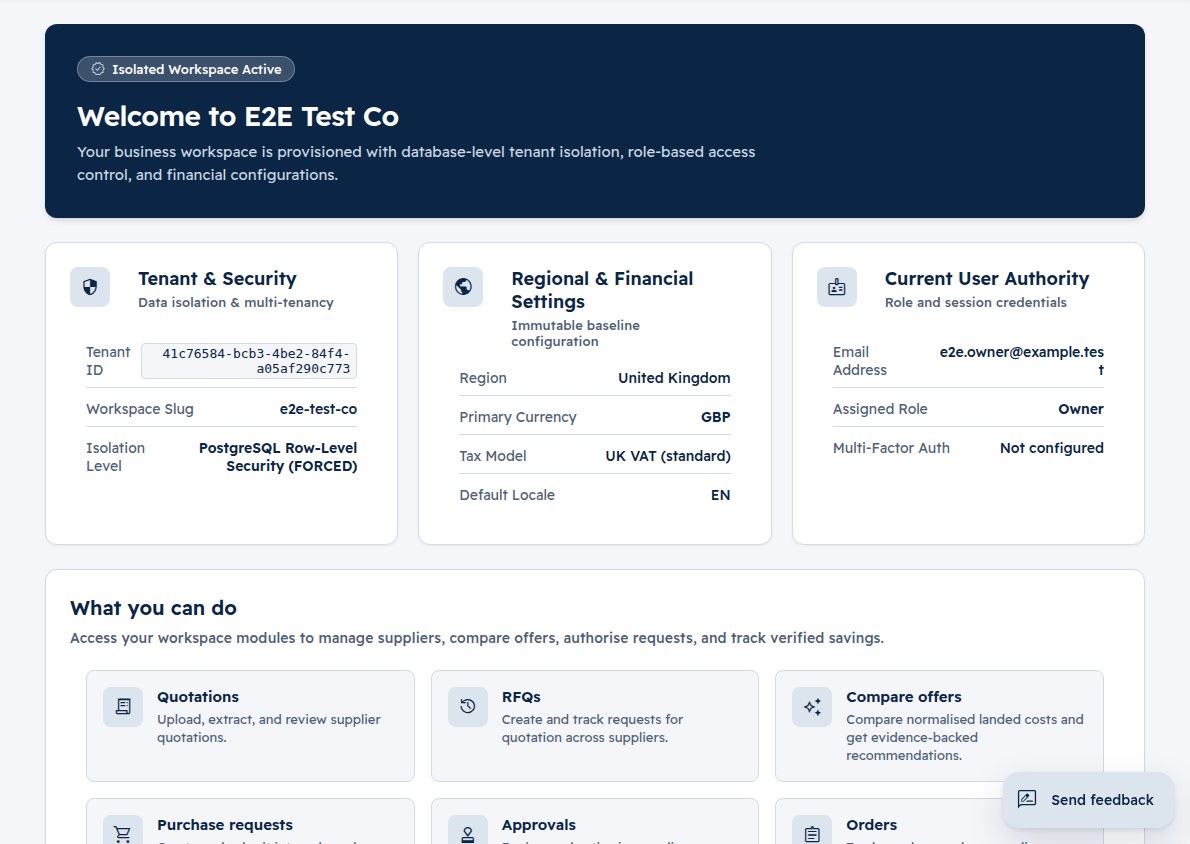 Isolated Workspace Active
Welcome to E2E Test Co
Your business workspace is provisioned with database-level tenant isolation, role-based access
control, and financial configurations.
Tenant & Security
Data isolation & multi-tenancy
Tenant
ID
41c76584-bcb3-4be2-84f4-
a05af290c773
Workspace Slug
e2e-test-co
Isolation
Level
PostgreSQL Row-Level
Security (FORCED)
Regional & Financial
Settings
Immutable baseline
configuration
Region
United Kingdom
Primary Currency
GBP
Tax Model
UK VAT (standard)
Default Locale
EN
Current User Authority
Role and session credentials
Email
Address
e2e.owner@example.tes
t
Assigned Role
Owner
Multi-Factor Auth
Not configured
What you can do
Access your workspace modules to manage suppliers, compare offers, authorise requests, and track verified savings.
Quotations
Upload, extract, and review supplier
quotations.
RFQs
Create and track requests for
quotation across suppliers.
Compare offers
Compare normalised landed costs and
get evidence-backed
recommendations.
Purchase requests
Approvals
Orders
Send feedback